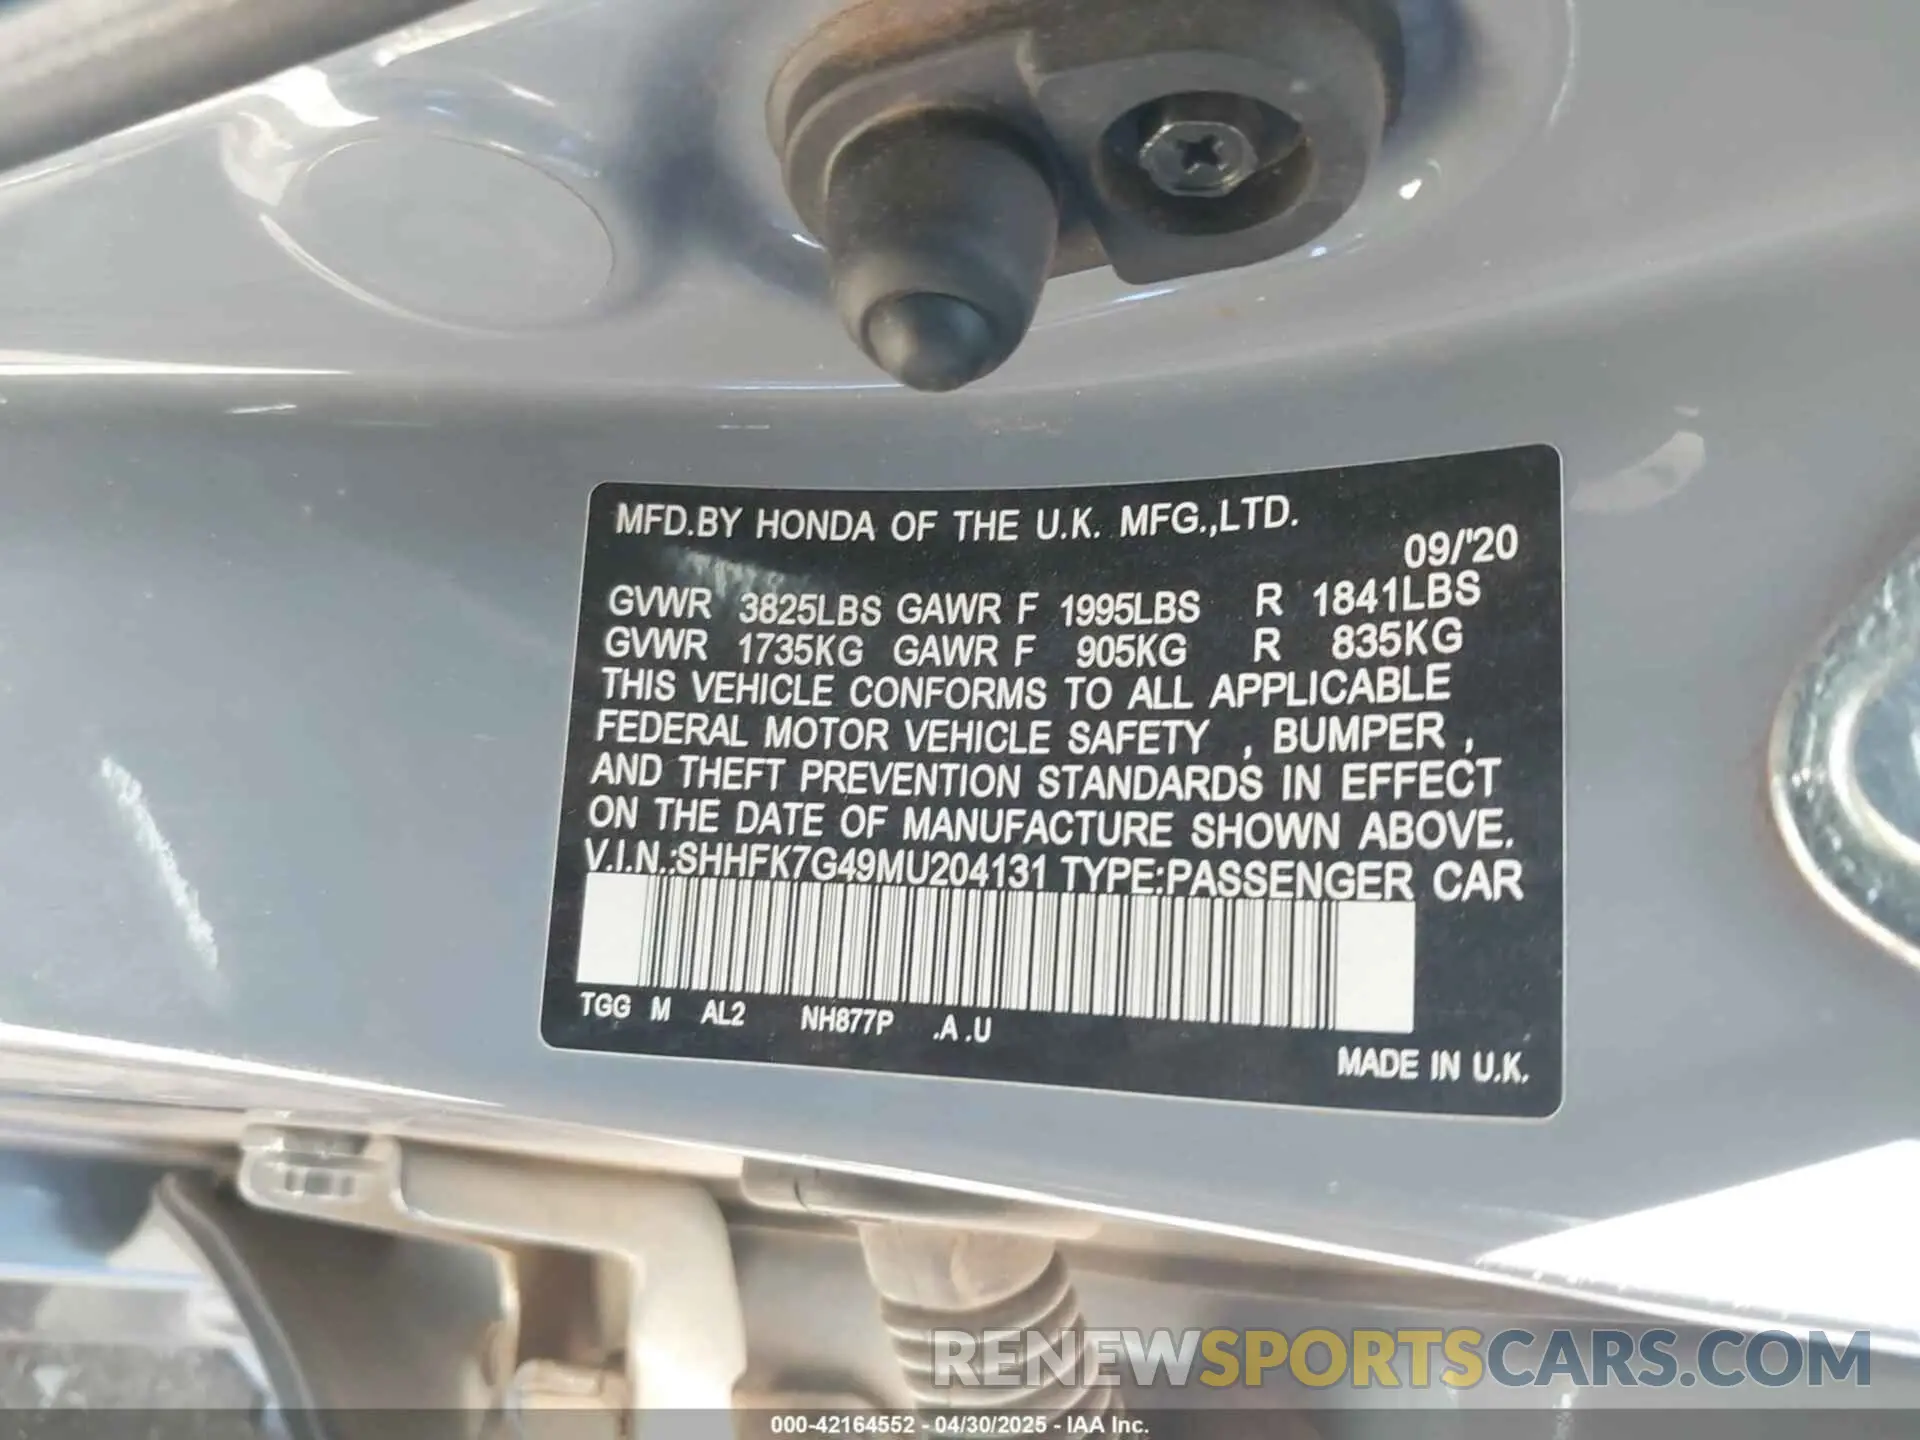 MFD.BY HONDA OF THE U.K. MFG.,LTD.
09/'20
GVWR 3825LBS GAWR F 1995LBS R 1841LBS
GVWR 1735KG GAWR F 905KG R 835KG
THIS VEHICLE CONFORMS TO ALL APPLICABLE
FEDERAL MOTOR VEHICLE SAFETY , BUMPER ,
AND THEFT PREVENTION STANDARDS IN EFFECT
ON THE DATE OF MANUFACTURE SHOWN ABOVE.
V.I.N.:SHHFK7G49MU204131 TYPE:PASSENGER CAR
TGG M AL2 NH877P .A .U
MADE IN U.K.
RENEWSPORTSCARS.COM
000-42164552 - 04/30/2025 - IAA Inc.